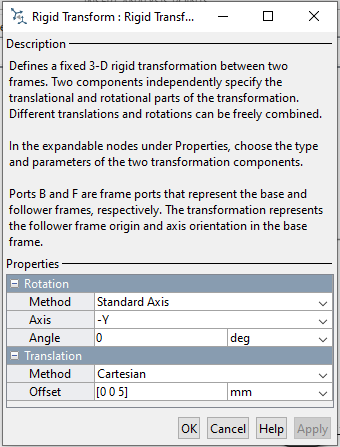 Rigid Transform : Rigid Transf...
Description
Defines a fixed 3-D rigid transformation between two
frames. Two components independently specify the
translational and rotational parts of the transformation.
Different translations and rotations can be freely combined.
In the expandable nodes under Properties, choose the type
and parameters of the two transformation components.
Ports B and F are frame ports that represent the base and
follower frames, respectively. The transformation represents
the follower frame origin and axis orientation in the base
frame.
Properties
Rotation
Method Standard Axis
Axis -Y
Angle 0 deg
Translation
Method Cartesian
Offset [0 0 5] mm
OK Cancel Help Apply